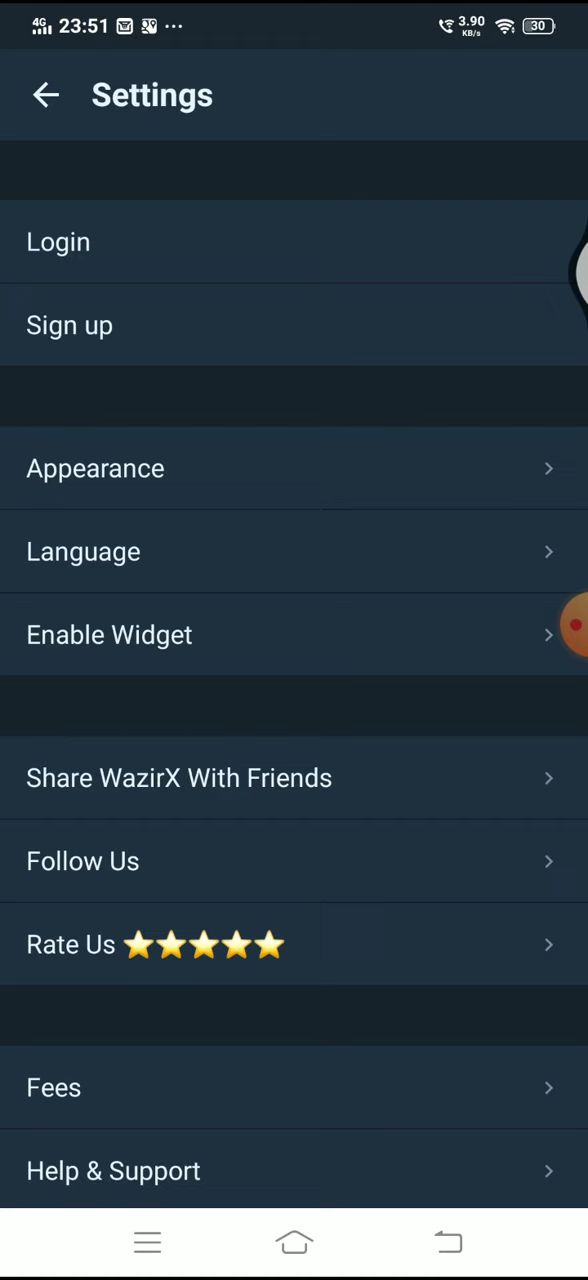 4G 23:51 ... 3.90 KB/s 30
Settings
Login
Sign up
Appearance
Language
Enable Widget
Share WazirX With Friends
Follow Us
Rate Us ⭐⭐⭐⭐⭐
Fees
Help & Support